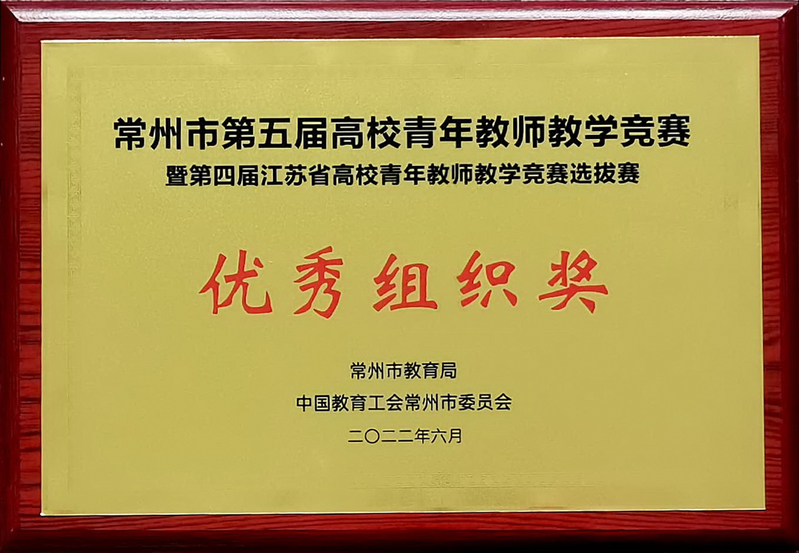 常州市第五届高校青年教师教学竞赛
暨第四届江苏省高校青年教师教学竞赛选拔赛
优秀组织奖
常州市教育局
中国教育工会常州市委员会
二〇二二年六月